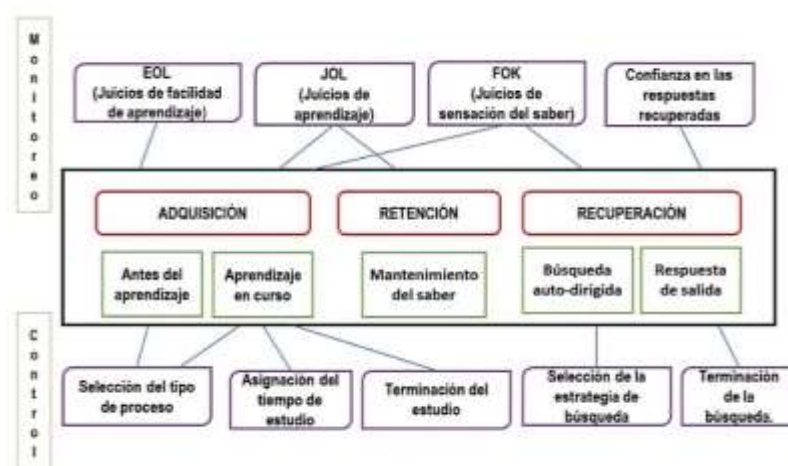 Monitoreo
EOL
(Juicios de facilidad
de aprendizaje)
JOL
(Juicios de
aprendizaje)
FOK
(Juicios de
sensación del saber)
Confianza en las
respuestas
recuperadas
ADQUISICIÓN
RETENCIÓN
RECUPERACIÓN
Antes del
aprendizaje
Aprendizaje
en curso
Mantenimiento
del saber
Búsqueda
auto-dirigida
Respuesta
de salida
Control
Selección del tipo
de proceso
Asignación del
tiempo de
estudio
Terminación del
estudio
Selección de la
estrategia de
búsqueda
Terminación
de la
búsqueda.